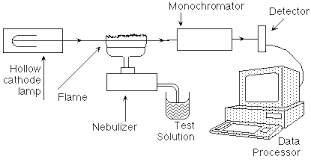 Monochromator
Detector
Hollow
cathode
lamp
Flame
Nebulizer
Test
Solution
Data
Processor